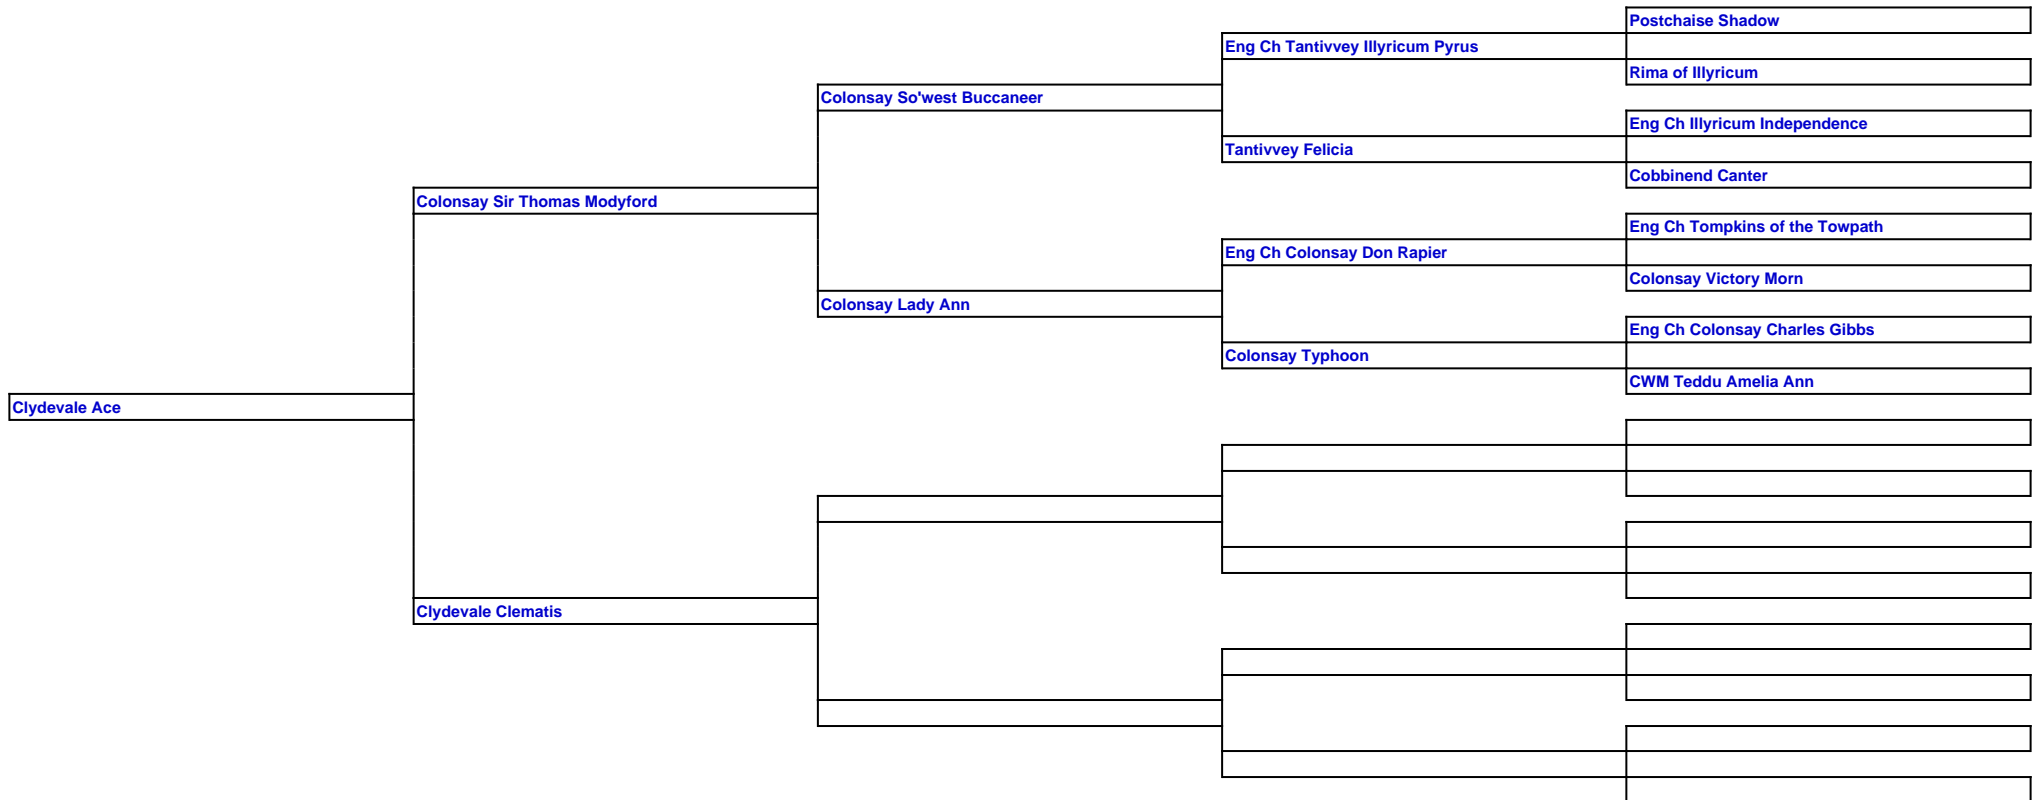 Postchaise Shadow
Eng Ch Tantivvey Illyricum Pyrus
Rima of Illyricum
Colonsay So'west Buccaneer
Eng Ch Illyricum Independence
Tantivvey Felicia
Cobbinend Canter
Colonsay Sir Thomas Modyford
Eng Ch Tompkins of the Towpath
Eng Ch Colonsay Don Rapier
Colonsay Victory Morn
Colonsay Lady Ann
Eng Ch Colonsay Charles Gibbs
Colonsay Typhoon
CWM Teddu Amelia Ann
Clydevale Ace
Clydevale Clematis